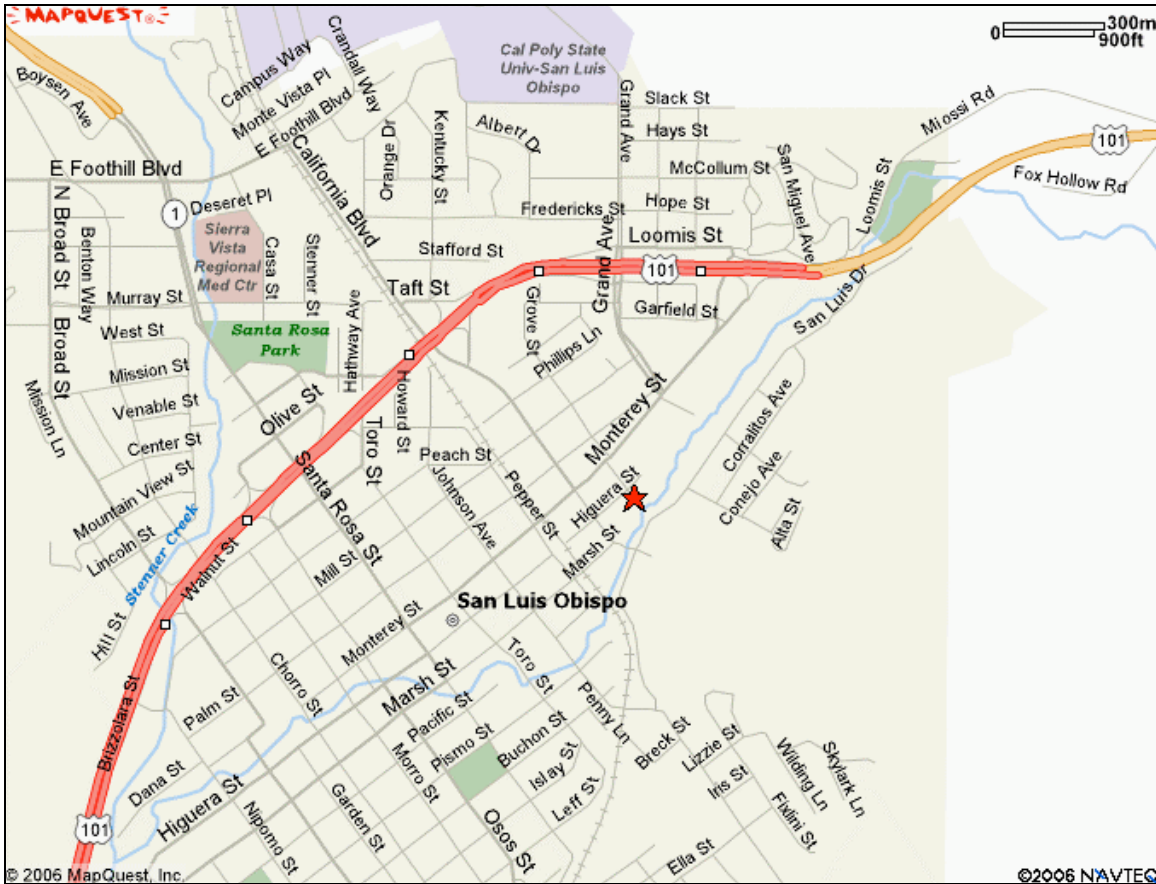 MAPQUEST®
300m
0
900ft
Boysen Ave
Campus Way
Crandall Way
Monte Vista Pl
E Foothill Blvd
Cal Poly State
Univ-San Luis
Obispo
Grand Ave
Slack St
Miossi Rd
Hays St
Kentucky St
Albert Dr
Orange Dr
California Blvd
101
McCollum St
San Miguel Ave
Loomis St
Fox Hollow Rd
E Foothill Blvd
N Broad St
1
Deseret Pl
Fredericks St
Hope St
Loomis St
Sierra
Vista
Regional
Med Ctr
Casa St
Stenner St
Benton Way
Stafford St
Grand Ave
101
San Luis Dr
Taft St
Murray St
Garfield St
Grove St
Hathway Ave
Broad St
West St
Santa Rosa
Park
Phillips Ln
Mission St
Mission Ln
Venable St
Olive St
Howard St
Toro St
Monterey St
Corralitos Ave
Center St
Peach St
Conejo Ave
Mountain View St
Santa Rosa St
Johnson Ave
Pepper St
Higuera St
Alta St
Lincoln St
Stenner Creek
Walnut St
Mill St
Marsh St
Hill St
San Luis Obispo
Monterey St
Chorro St
Marsh St
Toro St
Penny Ln
Palm St
Pacific St
Brizzolara St
Pismo St
Buchon St
Breck St
Lizzie St
Wilding Ln
Skylark Ln
Dana St
Morro St
Islay St
Iris St
Leff St
Fixlini St
Higuera St
Garden St
Osos St
101
Nipomo St
Ella St
© 2006 MapQuest, Inc.
©2006 NAVTEQ